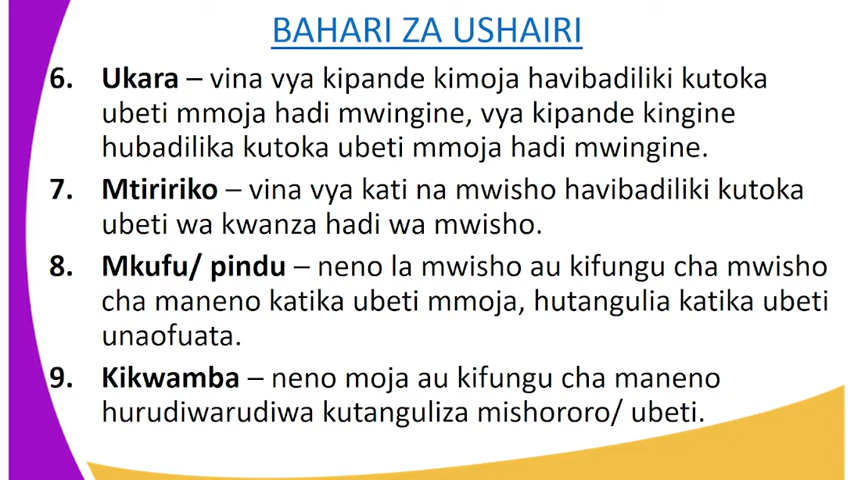 BAHARI ZA USHAIRI
6. Ukara – vina vya kipande kimoja havibadiliki kutoka
ubeti mmoja hadi mwingine, vya kipande kingine
hubadilika kutoka ubeti mmoja hadi mwingine.
7. Mtiririko – vina vya kati na mwisho havibadiliki kutoka
ubeti wa kwanza hadi wa mwisho.
8. Mkufu/ pindu – neno la mwisho au kifungu cha mwisho
cha maneno katika ubeti mmoja, hutangulia katika ubeti
unaofuata.
9. Kikwamba – neno moja au kifungu cha maneno
hurudiwarudiwa kutanguliza mishororo/ ubeti.